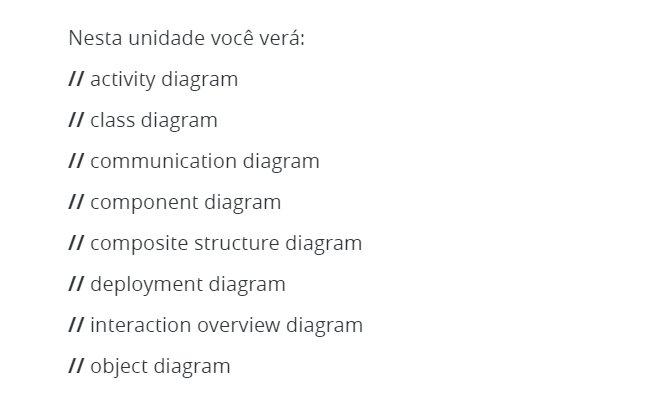 Nesta unidade você verá:
// activity diagram
// class diagram
// communication diagram
// component diagram
// composite structure diagram
// deployment diagram
// interaction overview diagram
// object diagram